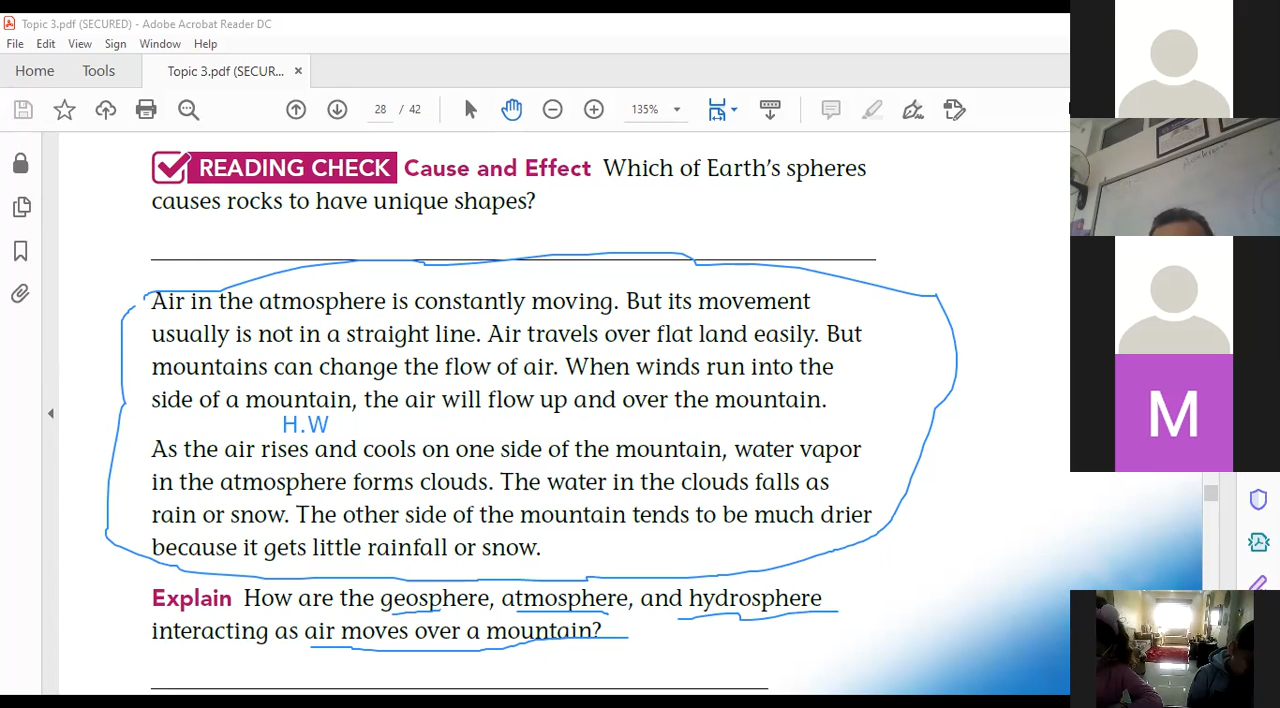 Topic 3.pdf (SECURED) - Adobe Acrobat Reader DC
File Edit View Sign Window Help
Home Tools Topic 3.pdf (SECUR... ×
28 / 42 135%
READING CHECK Cause and Effect Which of Earth's spheres
causes rocks to have unique shapes?
Air in the atmosphere is constantly moving. But its movement
usually is not in a straight line. Air travels over flat land easily. But
mountains can change the flow of air. When winds run into the
side of a mountain, the air will flow up and over the mountain.
H.W
As the air rises and cools on one side of the mountain, water vapor
in the atmosphere forms clouds. The water in the clouds falls as
rain or snow. The other side of the mountain tends to be much drier
because it gets little rainfall or snow.
Explain How are the geosphere, atmosphere, and hydrosphere
interacting as air moves over a mountain?
M